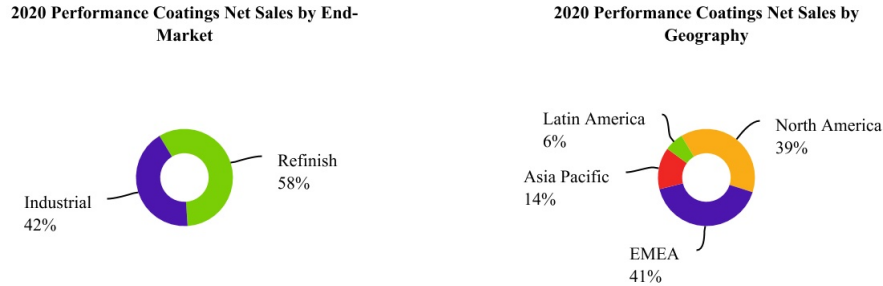 2020 Performance Coatings Net Sales by End-
Market
Refinish
58%
Industrial
42%
2020 Performance Coatings Net Sales by
Geography
Latin America
6%
North America
39%
Asia Pacific
14%
EMEA
41%